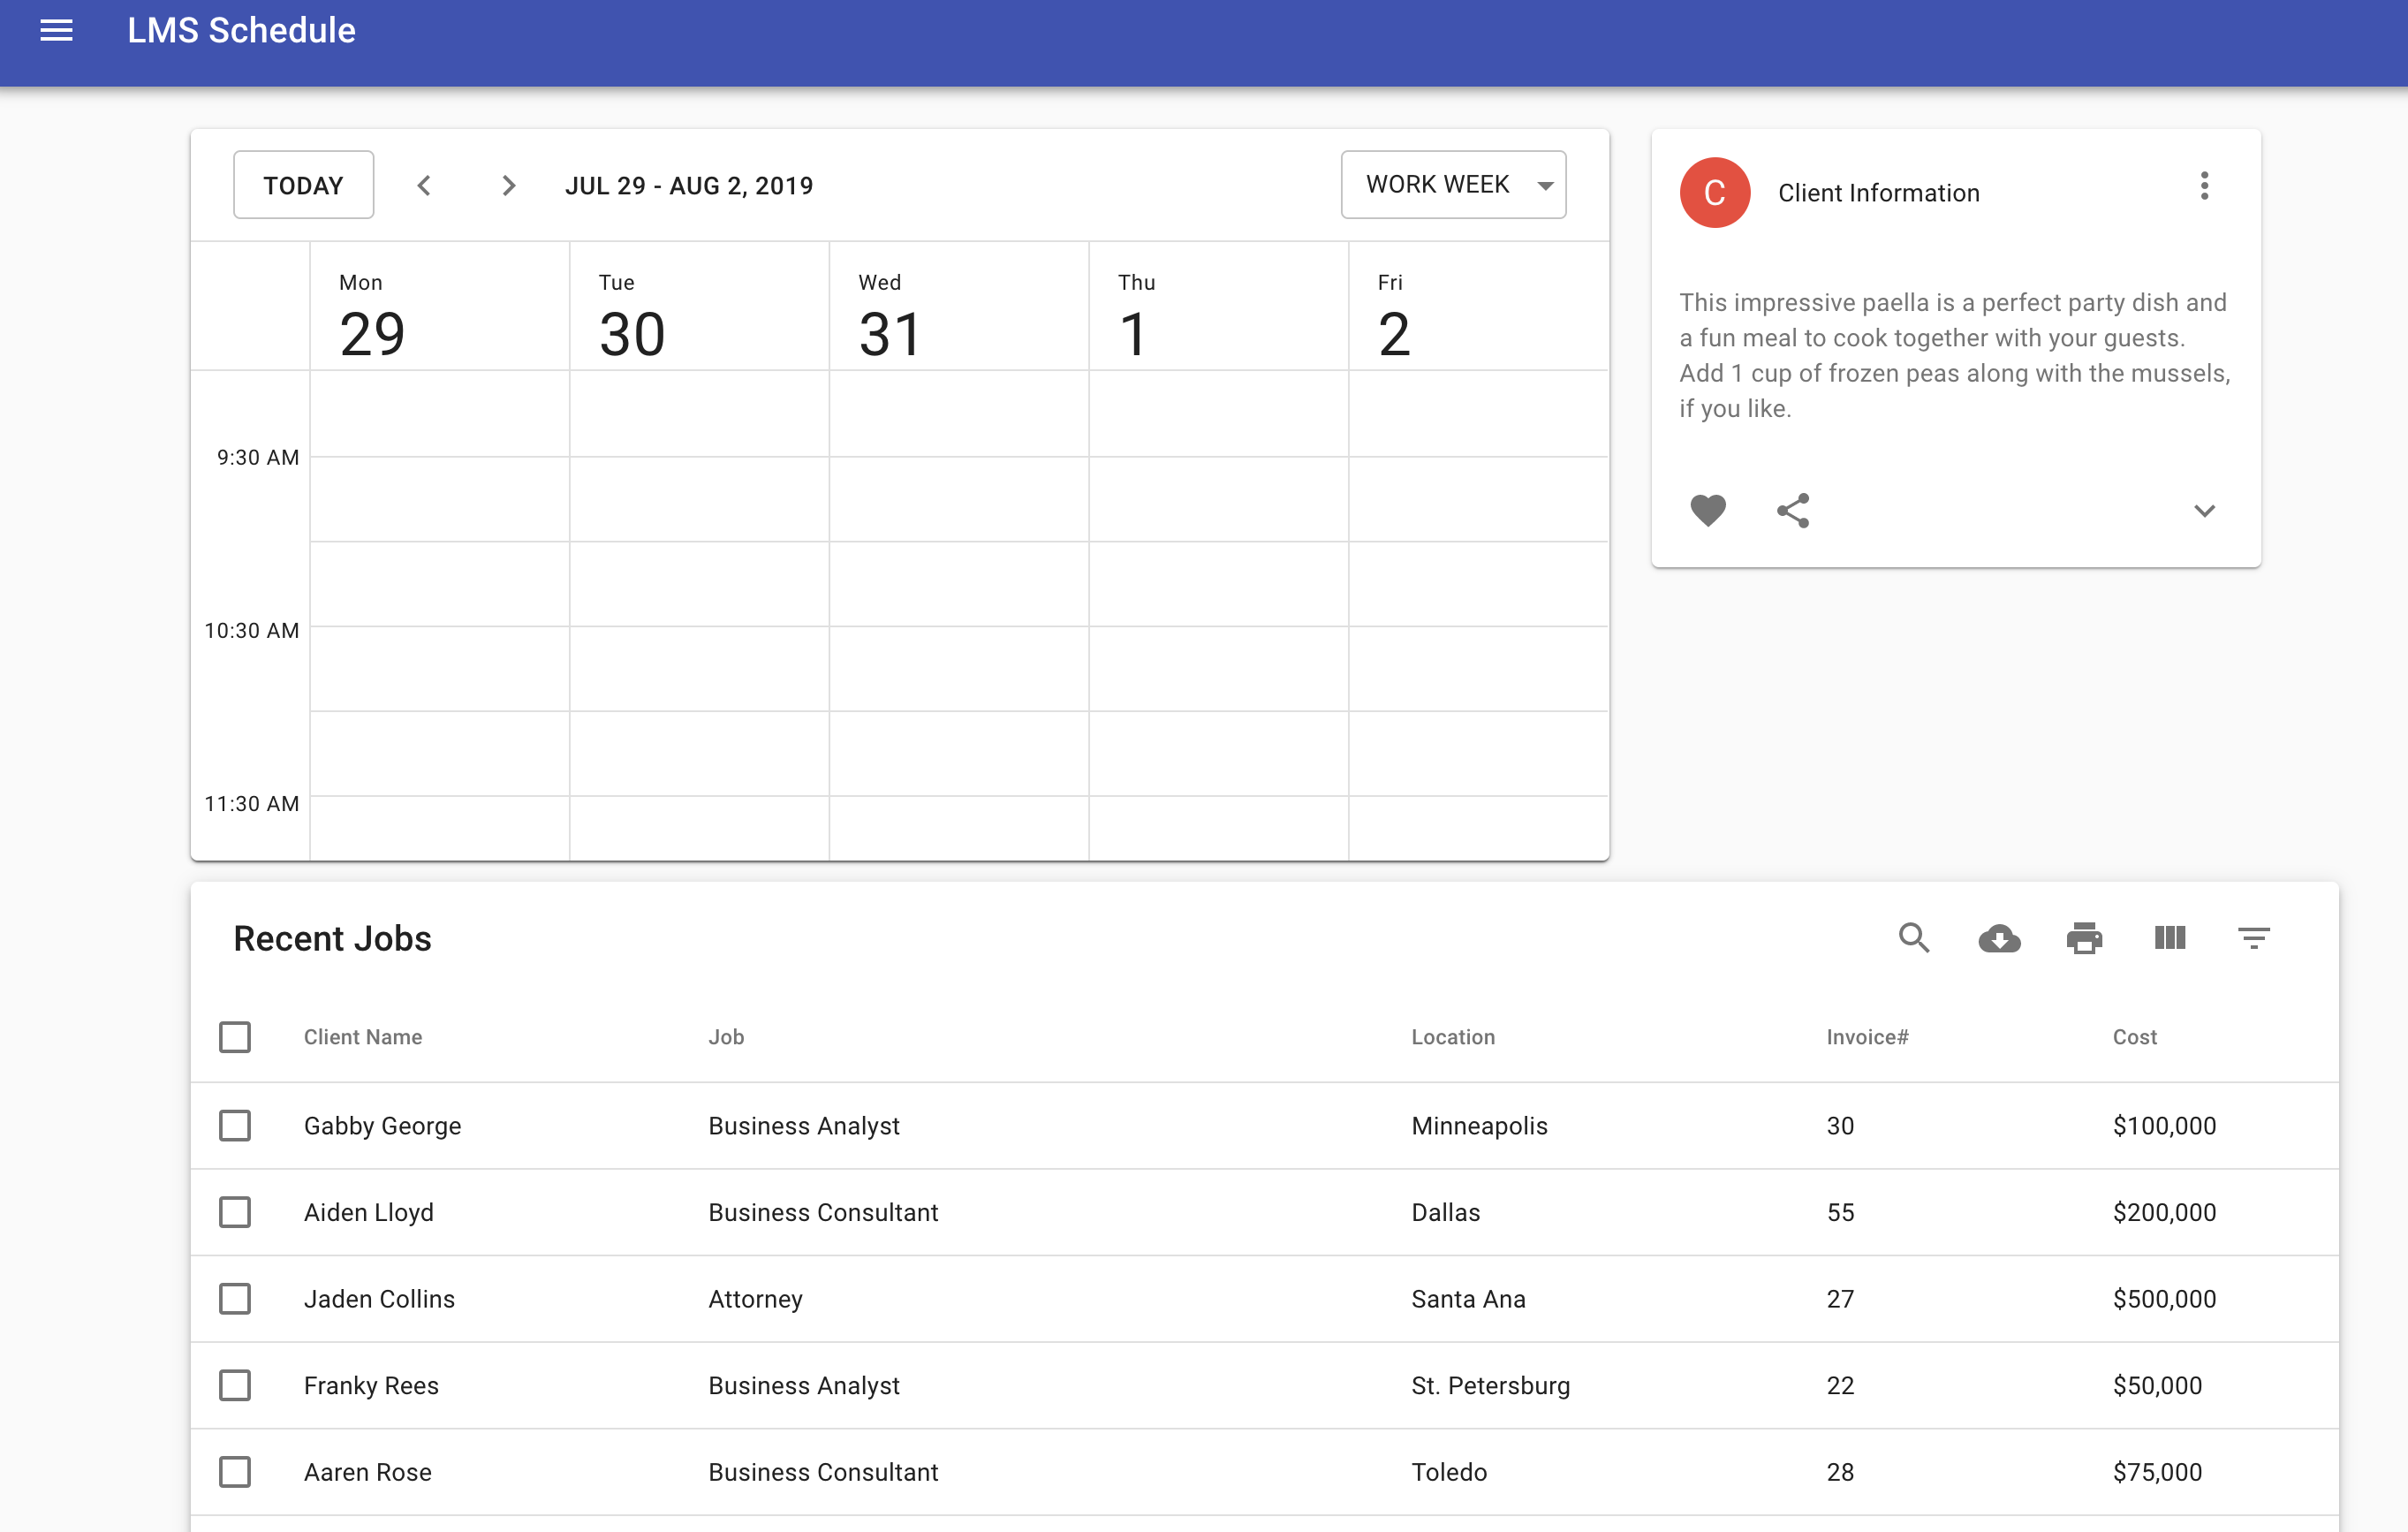 LMS Schedule
TODAY
JUL 29 - AUG 2, 2019
WORK WEEK
Mon Tue Wed Thu Fri
29 30 31 1 2
9:30 AM
10:30 AM
11:30 AM
C
Client Information
This impressive paella is a perfect party dish and
a fun meal to cook together with your guests.
Add 1 cup of frozen peas along with the mussels,
if you like.
Recent Jobs
Client Name Job Location Invoice# Cost
Gabby George Business Analyst Minneapolis 30 $100,000
Aiden Lloyd Business Consultant Dallas 55 $200,000
Jaden Collins Attorney Santa Ana 27 $500,000
Franky Rees Business Analyst St. Petersburg 22 $50,000
Aaren Rose Business Consultant Toledo 28 $75,000